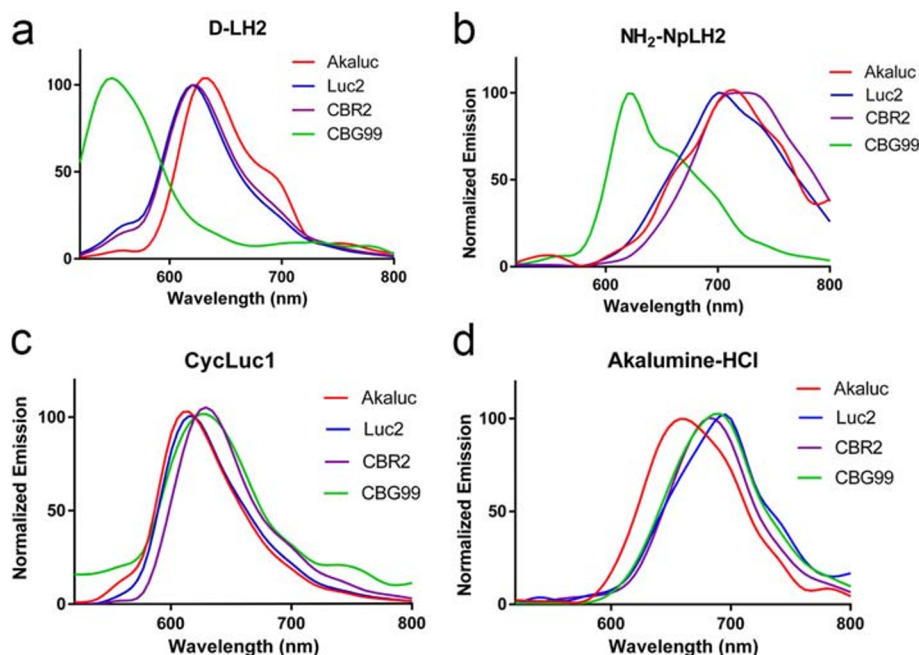 a
D-LH2
Normalized Emission
100
50
0
600
700
800
Wavelength (nm)
Akaluc
Luc2
CBR2
CBG99
b
NH₂-NpLH2
Normalized Emission
100
50
0
600
700
800
Wavelength (nm)
Akaluc
Luc2
CBR2
CBG99
c
CycLuc1
Normalized Emission
100
50
0
600
700
800
Wavelength (nm)
Akaluc
Luc2
CBR2
CBG99
d
Akalumine-HCl
Normalized Emission
100
50
0
600
700
800
Wavelength (nm)
Akaluc
Luc2
CBR2
CBG99